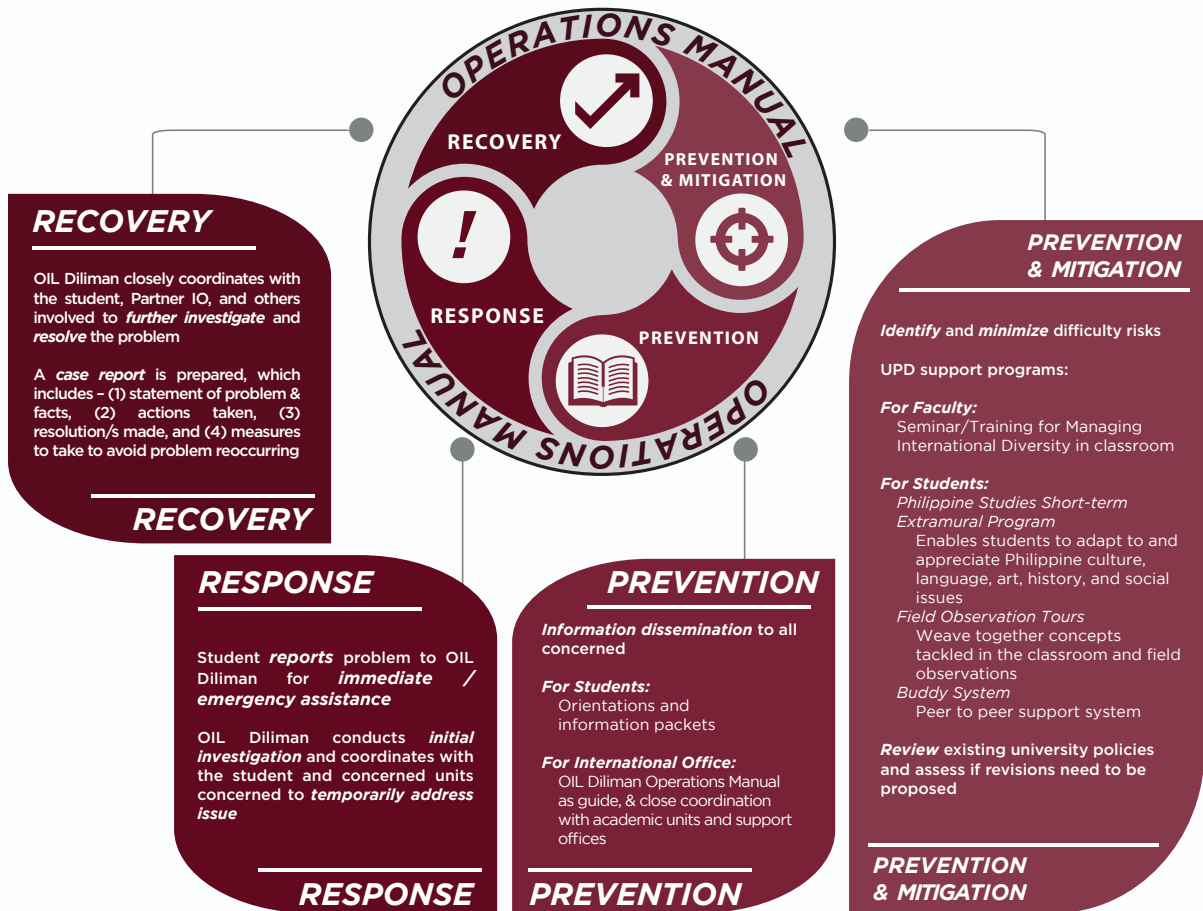 OPERATIONS MANUAL
RECOVERY
PREVENTION
& MITIGATION
RESPONSE
PREVENTION
OPERATIONS MANUAL
RECOVERY
OIL Diliman closely coordinates with
the student, Partner IO, and others
involved to further investigate and
resolve the problem
A case report is prepared, which
includes – (1) statement of problem &
facts, (2) actions taken, (3)
resolution/s made, and (4) measures
to take to avoid problem reoccurring
RECOVERY
RESPONSE
Student reports problem to OIL
Diliman for immediate /
emergency assistance
OIL Diliman conducts initial
investigation and coordinates with
the student and concerned units
concerned to temporarily address
issue
RESPONSE
PREVENTION
Information dissemination to all
concerned
For Students:
Orientations and
information packets
For International Office:
OIL Diliman Operations Manual
as guide, & close coordination
with academic units and support
offices
PREVENTION
PREVENTION
& MITIGATION
Identify and minimize difficulty risks
UPD support programs:
For Faculty:
Seminar/Training for Managing
International Diversity in classroom
For Students:
Philippine Studies Short-term
Extramural Program
Enables students to adapt to and
appreciate Philippine culture,
language, art, history, and social
issues
Field Observation Tours
Weave together concepts
tackled in the classroom and field
observations
Buddy System
Peer to peer support system
Review existing university policies
and assess if revisions need to be
proposed
PREVENTION
& MITIGATION